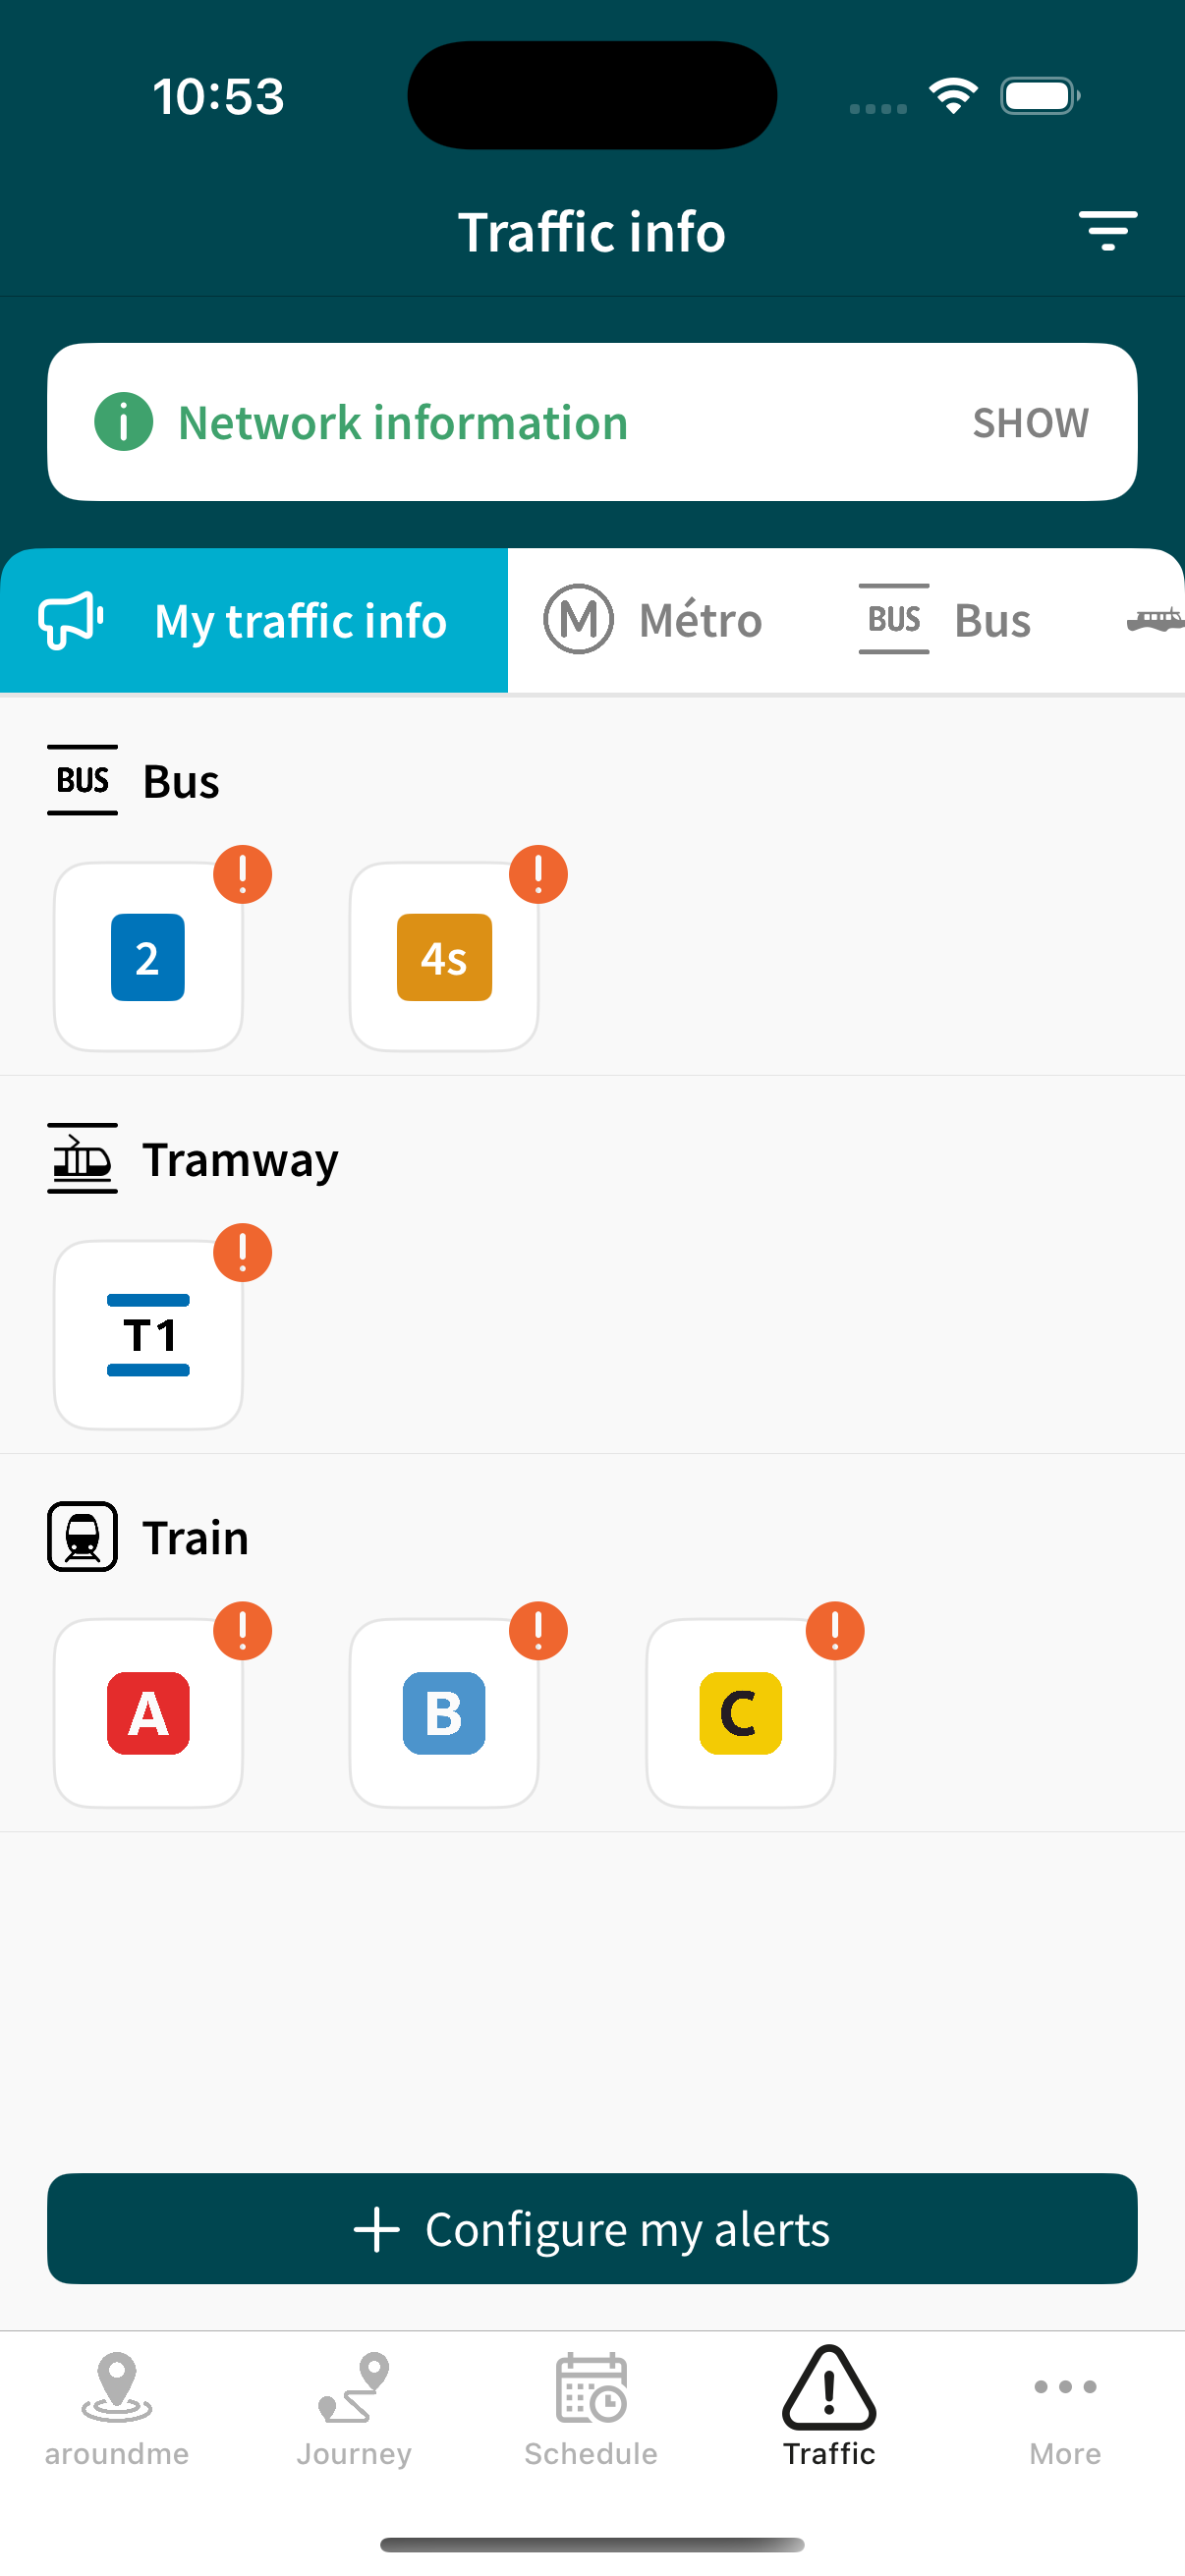 10:53
Traffic info
Network information SHOW
My traffic info M Métro BUS Bus
BUS Bus
2 4s
Tramway
T1
Train
A B C
+ Configure my alerts
aroundme Journey Schedule Traffic More